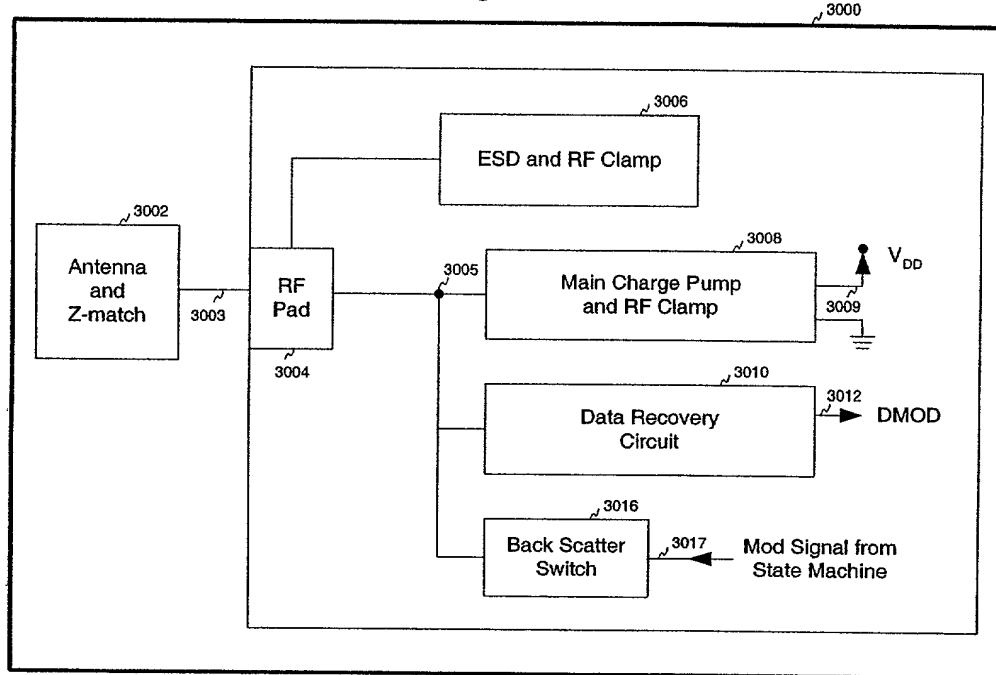 3000
3006
ESD and RF Clamp
3002
Antenna
and
Z-match
3003
RF
Pad
3004
3005
3008
Main Charge Pump
and RF Clamp
V_DD
3009
3010
Data Recovery
Circuit
3012
DMOD
3016
Back Scatter
Switch
3017
Mod Signal from
State Machine